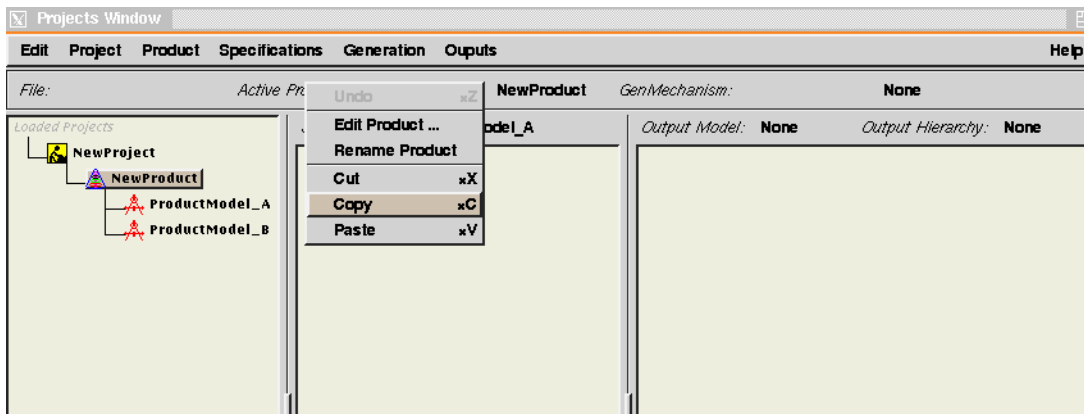 Projects Window
Edit Project Product Specifications Generation Ouputs Help
File: Active Pro NewProduct GenMechanism: None
Undo ×Z
Loaded Projects Edit Product ... odel_A Output Model: None Output Hierarchy: None
NewProject Rename Product
NewProduct Cut ×X
ProductModel_A Copy ×C
ProductModel_B Paste ×V